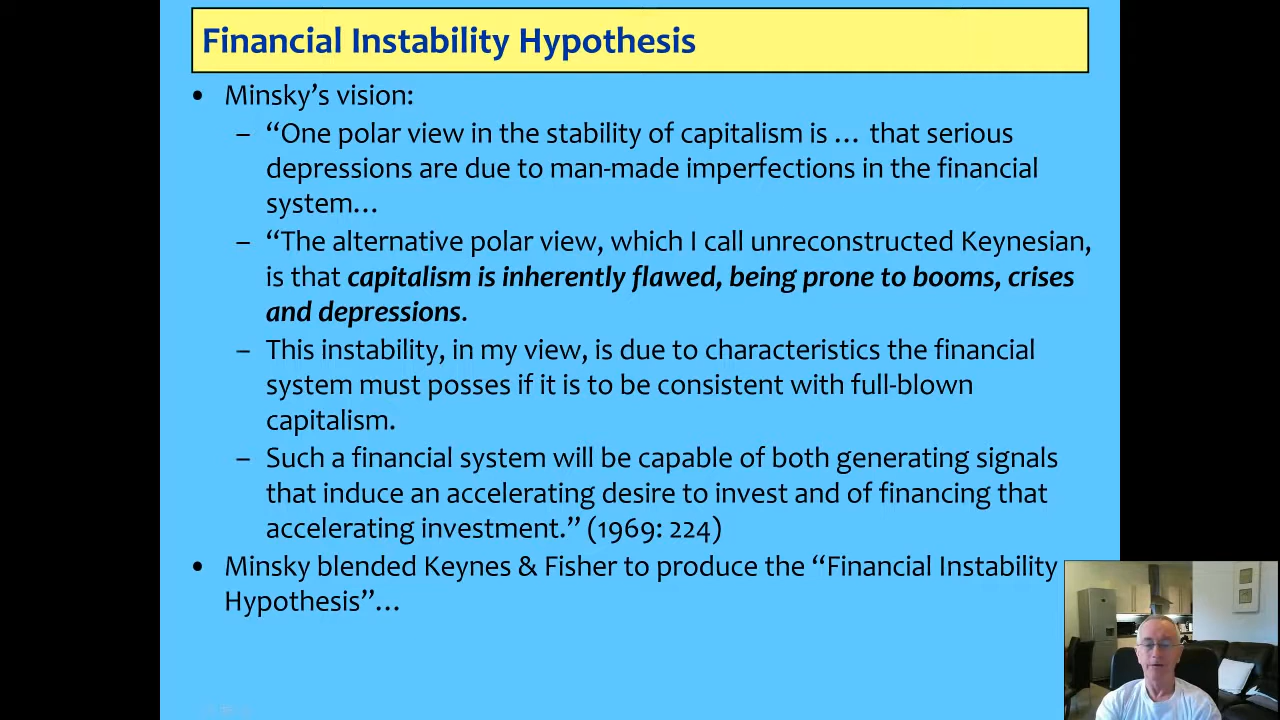 Financial Instability Hypothesis
• Minsky’s vision:
– “One polar view in the stability of capitalism is … that serious
depressions are due to man-made imperfections in the financial
system…
– “The alternative polar view, which I call unreconstructed Keynesian,
is that capitalism is inherently flawed, being prone to booms, crises
and depressions.
– This instability, in my view, is due to characteristics the financial
system must posses if it is to be consistent with full-blown
capitalism.
– Such a financial system will be capable of both generating signals
that induce an accelerating desire to invest and of financing that
accelerating investment.” (1969: 224)
• Minsky blended Keynes & Fisher to produce the “Financial Instability
Hypothesis”…